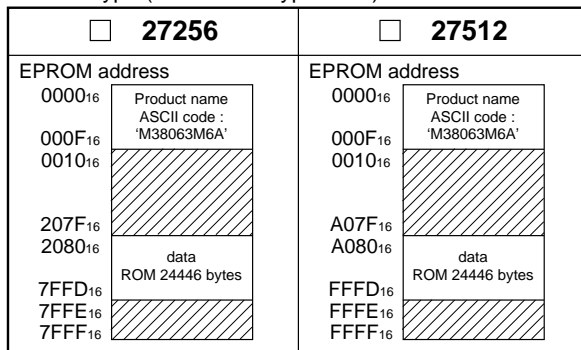 ☐ 27256
☐ 27512
EPROM address
0000₁₆
Product name
ASCII code :
'M38063M6A'
000F₁₆
0010₁₆
207F₁₆
2080₁₆
data
ROM 24446 bytes
7FFD₁₆
7FFE₁₆
7FFF₁₆
EPROM address
0000₁₆
Product name
ASCII code :
'M38063M6A'
000F₁₆
0010₁₆
A07F₁₆
A080₁₆
data
ROM 24446 bytes
FFFD₁₆
FFFE₁₆
FFFF₁₆